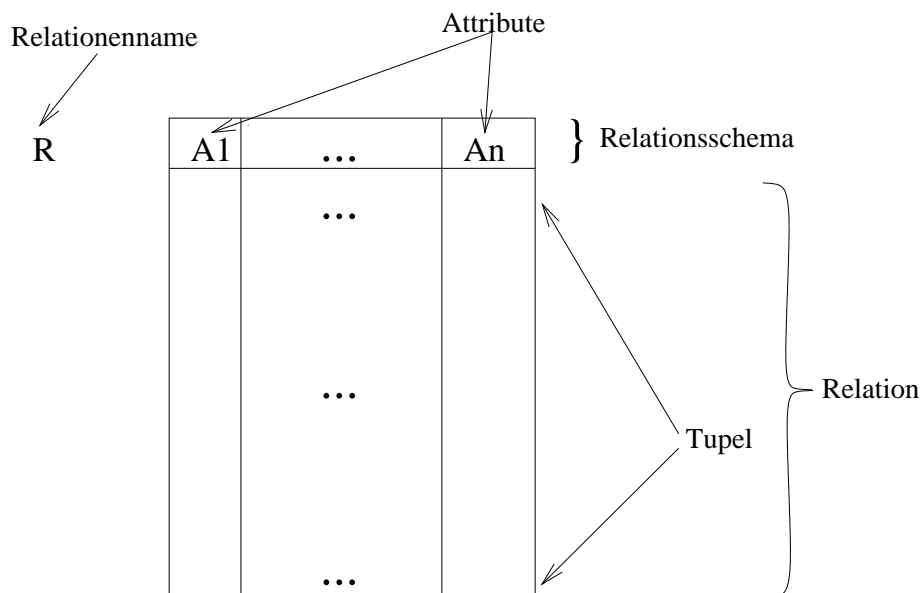 Attribute
Relationenname
R
A1 ... An
} Relationsschema
...
...
Relation
Tupel
...